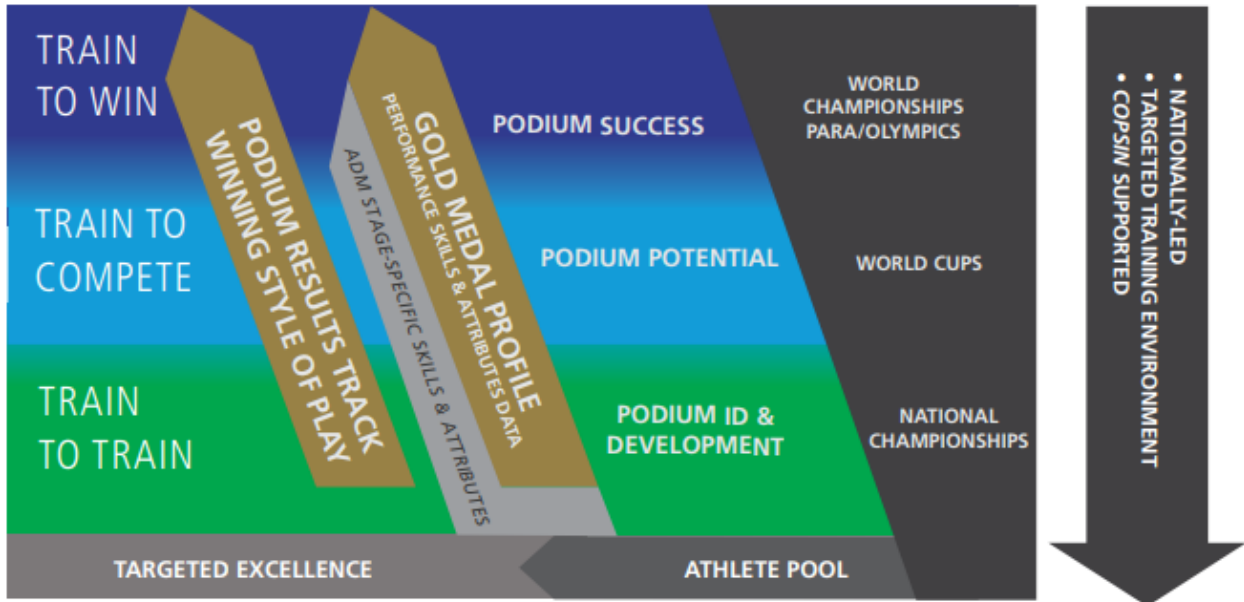 TRAIN
TO WIN
TRAIN TO
COMPETE
TRAIN
TO TRAIN
PODIUM RESULTS TRACK
WINNING STYLE OF PLAY
ADM STAGE-SPECIFIC SKILLS & ATTRIBUTES
GOLD MEDAL PROFILE
PERFORMANCE SKILLS & ATTRIBUTES DATA
PODIUM SUCCESS
PODIUM POTENTIAL
PODIUM ID &
DEVELOPMENT
WORLD
CHAMPIONSHIPS
PARA/OLYMPICS
WORLD CUPS
NATIONAL
CHAMPIONSHIPS
• NATIONALLY-LED
• TARGETED TRAINING ENVIRONMENT
• COPSIN SUPPORTED
TARGETED EXCELLENCE
ATHLETE POOL